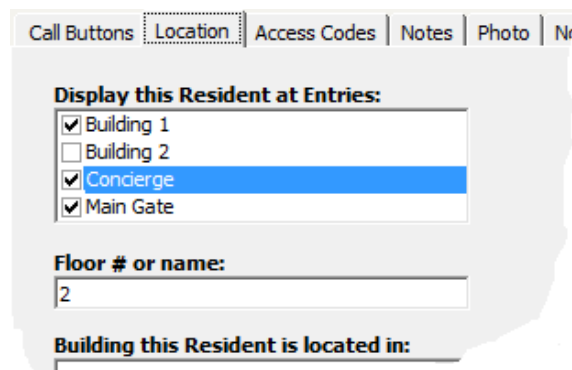 Call Buttons Location Access Codes Notes Photo
Display this Resident at Entries:
Building 1
Building 2
Concierge
Main Gate
Floor # or name:
2
Building this Resident is located in: